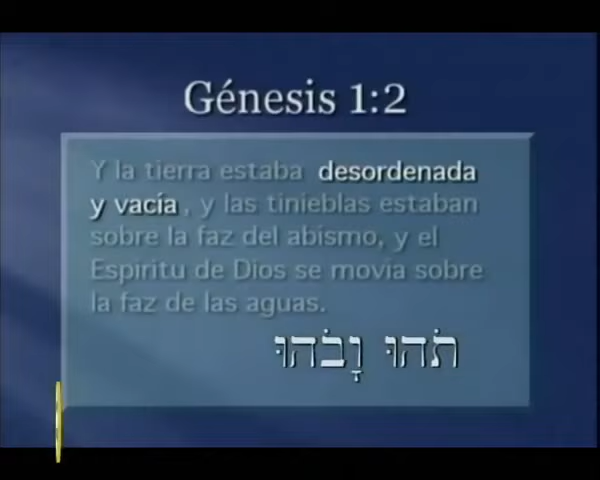 Génesis 1:2
Y la tierra estaba desordenada
y vacía, y las tinieblas estaban
sobre la faz del abismo, y el
Espiritu de Dios se movía sobre
la faz de las aguas.
תֹהוּ וָבֹהוּ